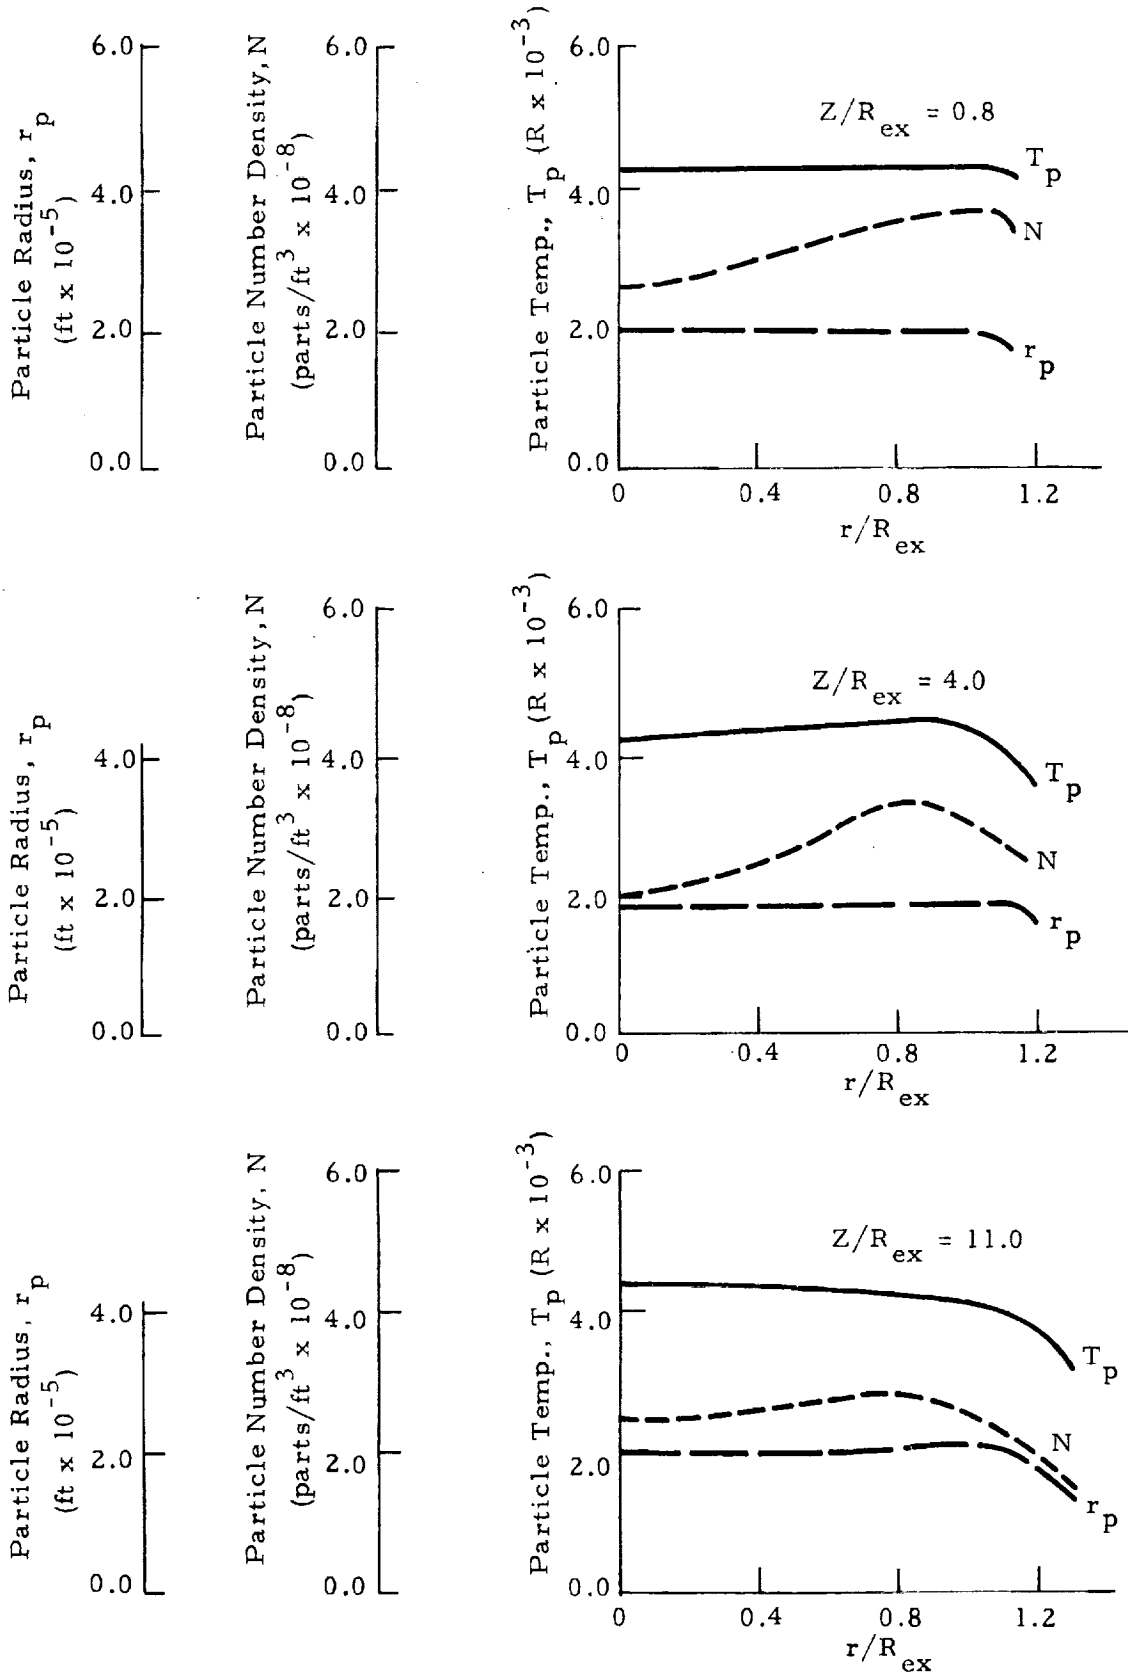 Particle Radius, r_p
(ft x 10^-5)
6.0
4.0
2.0
0.0
Particle Number Density, N
(parts/ft^3 x 10^-8)
6.0
4.0
2.0
0.0
Particle Temp., T_p (R x 10^-3)
6.0
4.0
2.0
0.0
Z/R_ex = 0.8
T_p
N
r_p
0 0.4 0.8 1.2
r/R_ex
Particle Radius, r_p
(ft x 10^-5)
4.0
2.0
0.0
Particle Number Density, N
(parts/ft^3 x 10^-8)
6.0
4.0
2.0
0.0
Particle Temp., T_p (R x 10^-3)
6.0
4.0
2.0
0.0
Z/R_ex = 4.0
T_p
N
r_p
0 0.4 0.8 1.2
r/R_ex
Particle Radius, r_p
(ft x 10^-5)
4.0
2.0
0.0
Particle Number Density, N
(parts/ft^3 x 10^-8)
6.0
4.0
2.0
0.0
Particle Temp., T_p (R x 10^-3)
6.0
4.0
2.0
0.0
Z/R_ex = 11.0
T_p
N
r_p
0 0.4 0.8 1.2
r/R_ex